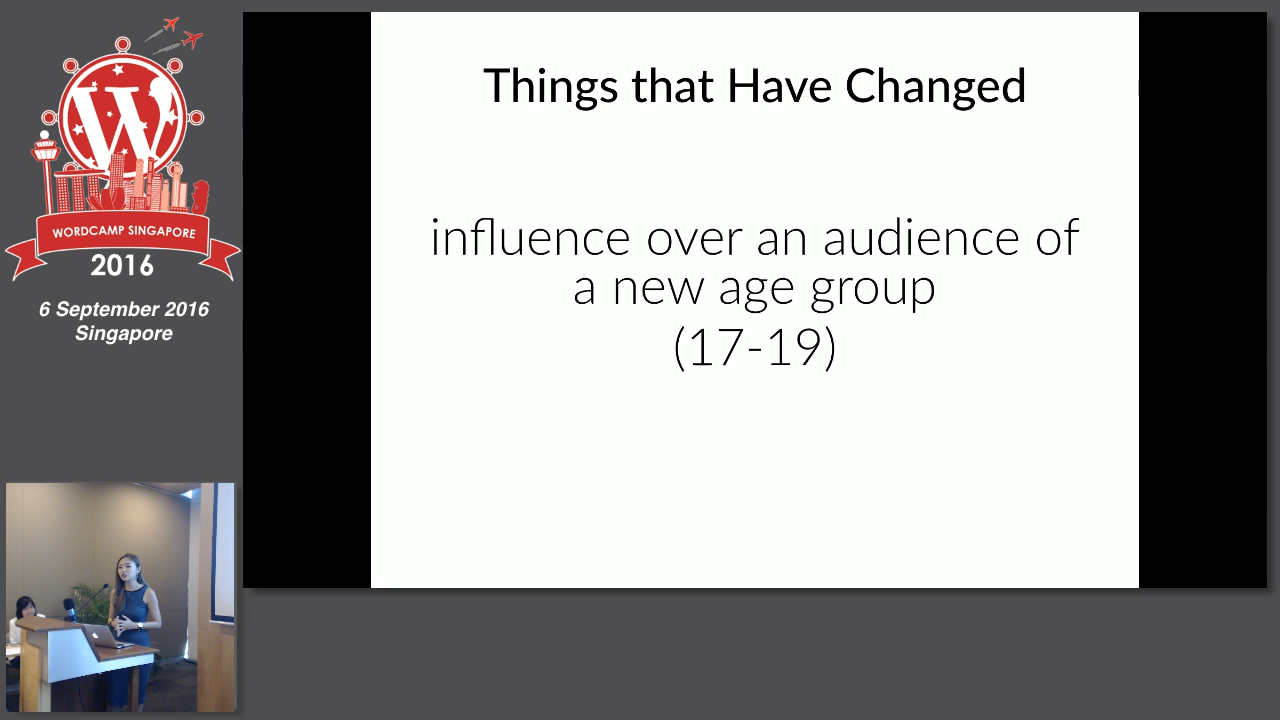 WORDCAMP SINGAPORE
2016
6 September 2016
Singapore
Things that Have Changed
influence over an audience of
a new age group
(17-19)